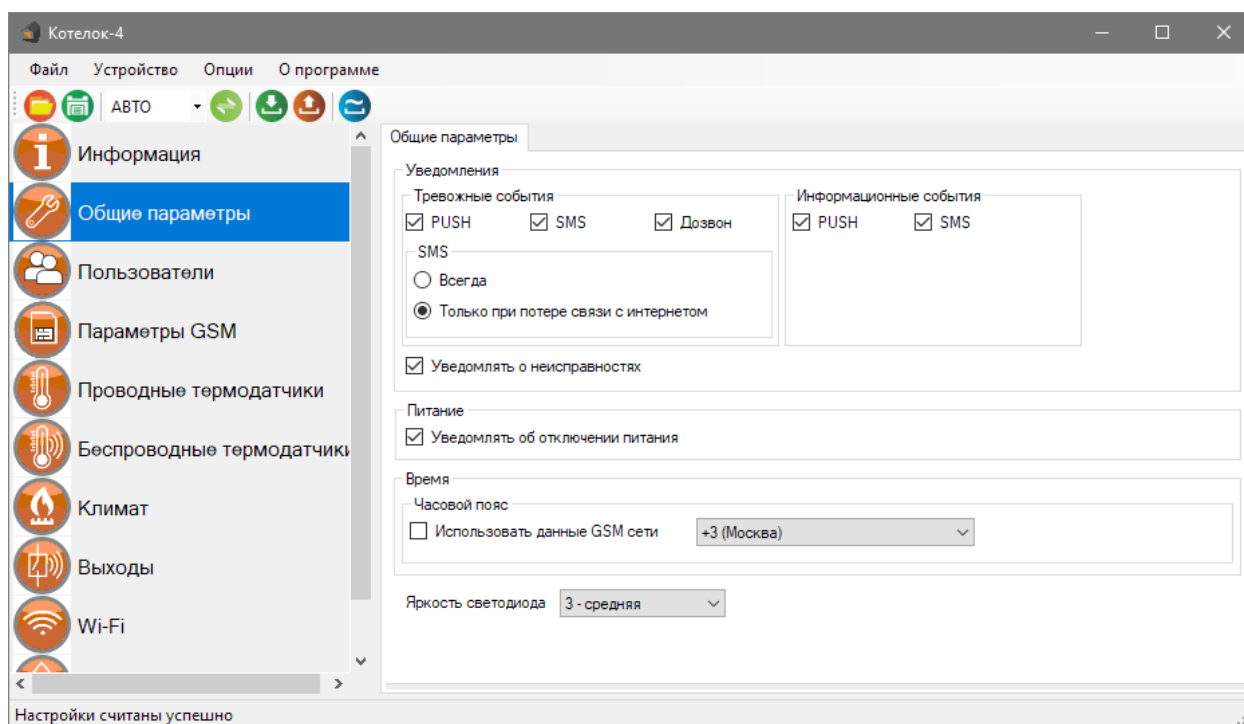 Котелок-4
Файл Устройство Опции О программе
АВТО
Информация
Общие параметры
Пользователи
Параметры GSM
Проводные термодатчики
Беспроводные термодатчики
Климат
Выходы
Wi-Fi
Общие параметры
Уведомления
Тревожные события
PUSH SMS Дозвон
SMS
Всегда
Только при потере связи с интернетом
Информационные события
PUSH SMS
Уведомлять о неисправностях
Питание
Уведомлять об отключении питания
Время
Часовой пояс
Использовать данные GSM сети +3 (Москва)
Яркость светодиода 3 - средняя
Настройки считаны успешно